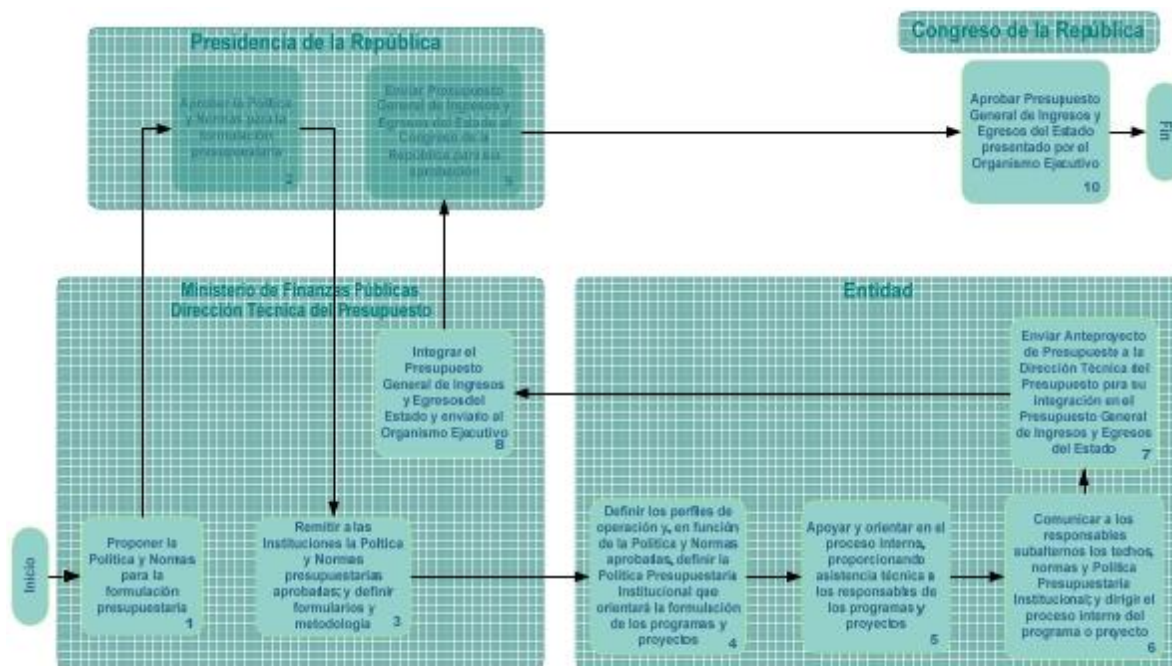 Presidencia de la República
Congreso de la República
Aprobar la Política
y Normas para la
formulación
presupuestaria
2
Enviar Presupuesto
General de Ingresos y
Egresos del Estado al
Congreso de la
República para su
aprobación
9
Aprobar Presupuesto
General de Ingresos y
Egresos del Estado
presentado por el
Organismo Ejecutivo
10
Fin
Ministerio de Finanzas Públicas
Dirección Técnica del Presupuesto
Entidad
Integrar el
Presupuesto
General de Ingresos
y Egresos del
Estado y enviarlo al
Organismo Ejecutivo
8
Enviar Anteproyecto
de Presupueste a la
Dirección Técnica del
Presupuesto para su
integración en el
Presupuesto General
de Ingresos y Egresos
del Estado
7
Inicio
Proponer la
Política y Normas
para la
formulación
presupuestaria
1
Remitir a las
Instituciones la Poltica
y Normas
presupuestarias
aprobadas; y definir
formularios y
metodología
3
Definir los perfiles de
operación y, en función
de la Política y Normas
aprobadas, definir la
Política Presupuestaria
Institucional que
orientará la formulación
de los programas y
proyectos
4
Apoyar y orientar en el
proceso interno,
proporcionando
asistencia técnica a
los responsables de
los programas y
proyectos
5
Comunicar a los
responsables
subalternos los techos,
normas y Política
Presupuestaria
Institucional; y dirigir el
proceso interno del
programa o proyecto
6